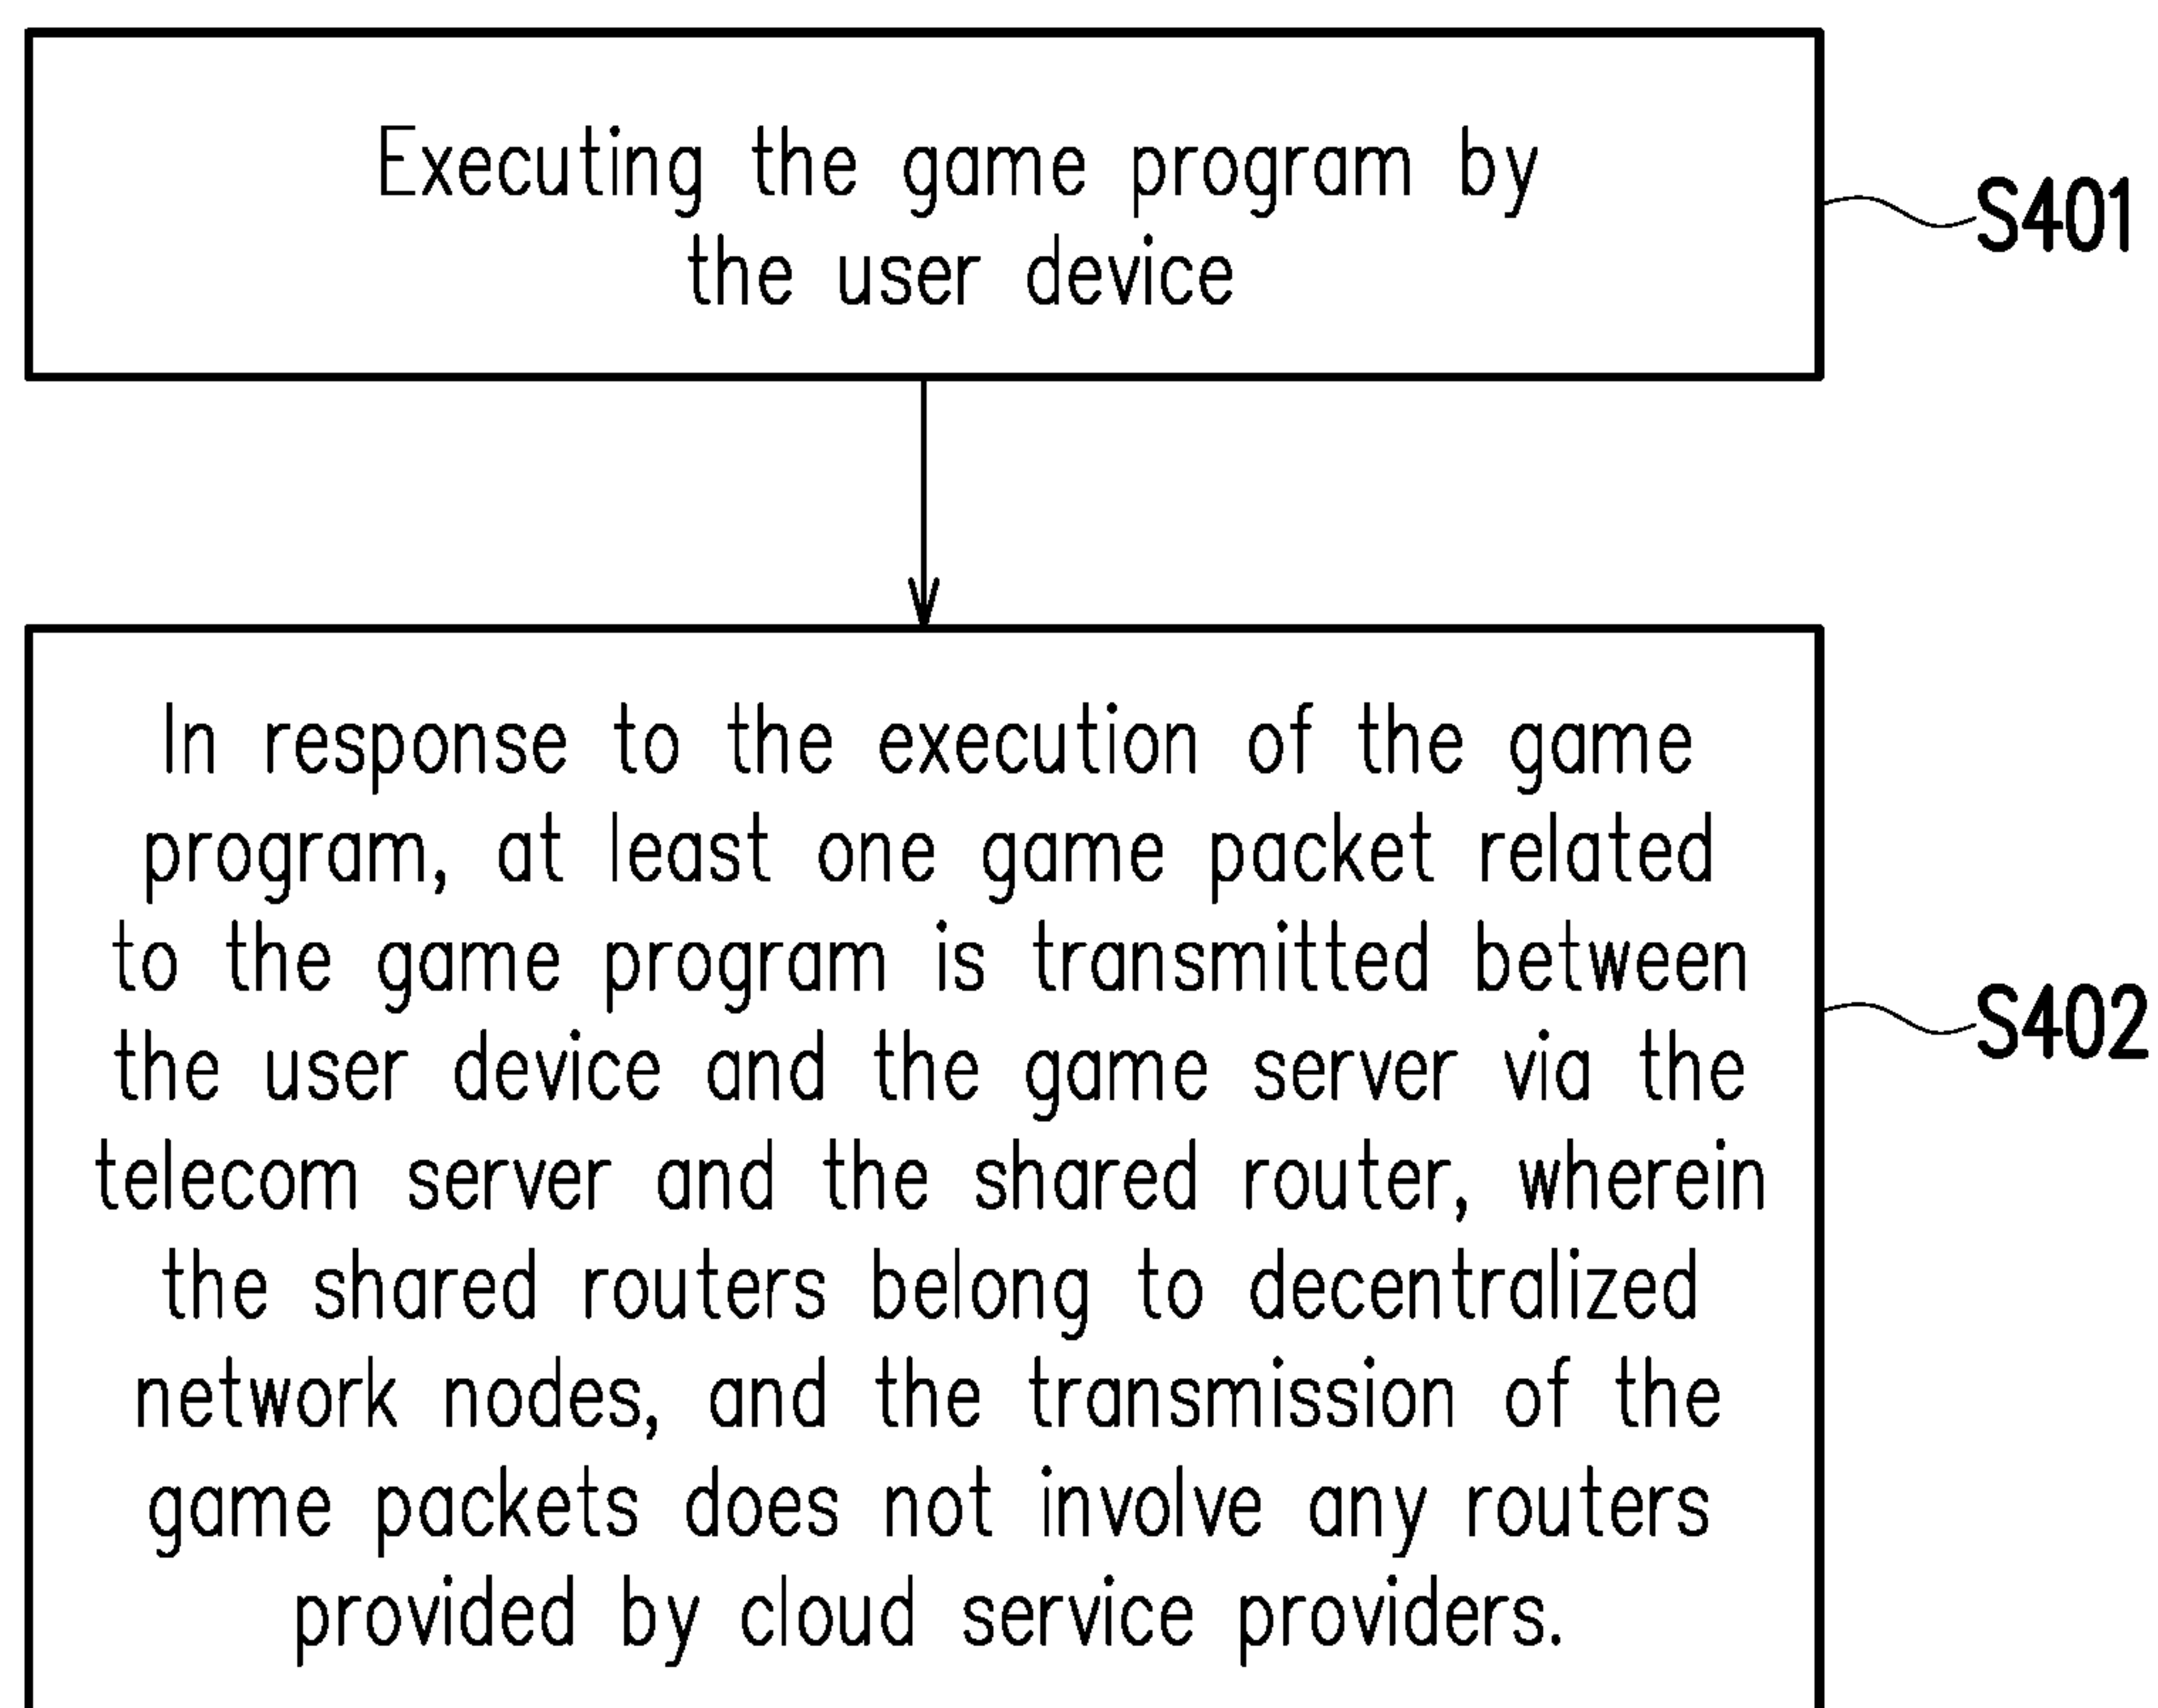 Executing the game program by
the user device
S401
In response to the execution of the game
program, at least one game packet related
to the game program is transmitted between
the user device and the game server via the
telecom server and the shared router, wherein
the shared routers belong to decentralized
network nodes, and the transmission of the
game packets does not involve any routers
provided by cloud service providers.
S402